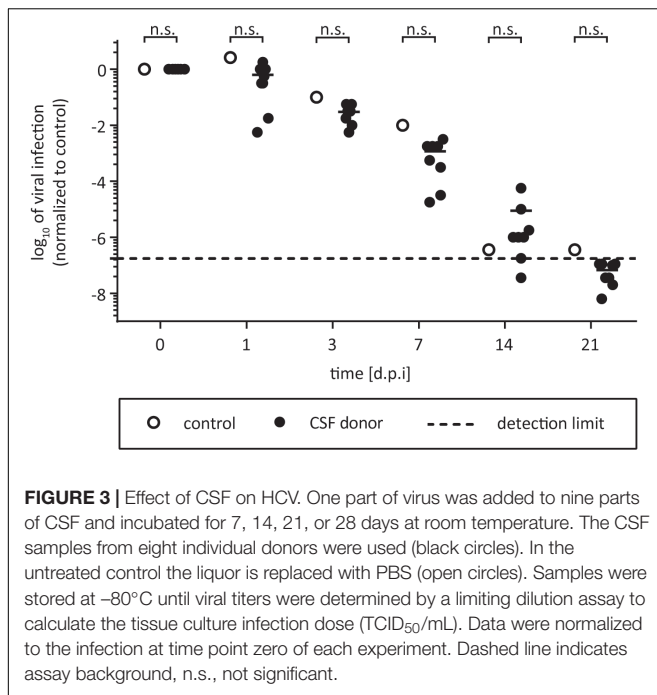 n.s. n.s. n.s. n.s. n.s. n.s.
log10 of viral infection
(normalized to control)
0
-2
-4
-6
-8
0 1 3 7 14 21
time [d.p.i]
control CSF donor detection limit
FIGURE 3 | Effect of CSF on HCV. One part of virus was added to nine parts
of CSF and incubated for 7, 14, 21, or 28 days at room temperature. The CSF
samples from eight individual donors were used (black circles). In the
untreated control the liquor is replaced with PBS (open circles). Samples were
stored at –80°C until viral titers were determined by a limiting dilution assay to
calculate the tissue culture infection dose (TCID50/mL). Data were normalized
to the infection at time point zero of each experiment. Dashed line indicates
assay background, n.s., not significant.